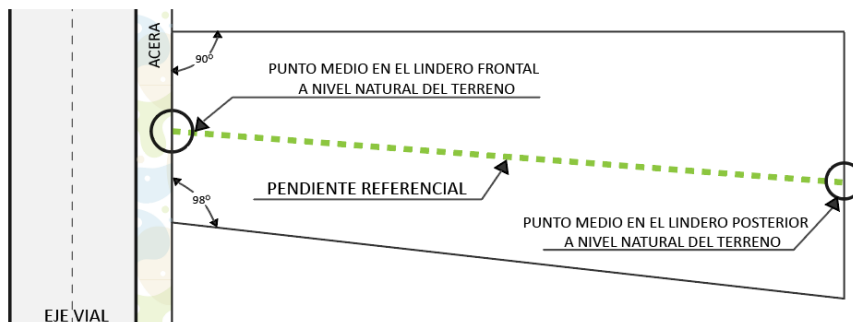 ACERA
90º
PUNTO MEDIO EN EL LINDERO FRONTAL
A NIVEL NATURAL DEL TERRENO
PENDIENTE REFERENCIAL
98º
PUNTO MEDIO EN EL LINDERO POSTERIOR
A NIVEL NATURAL DEL TERRENO
EJE VIAL